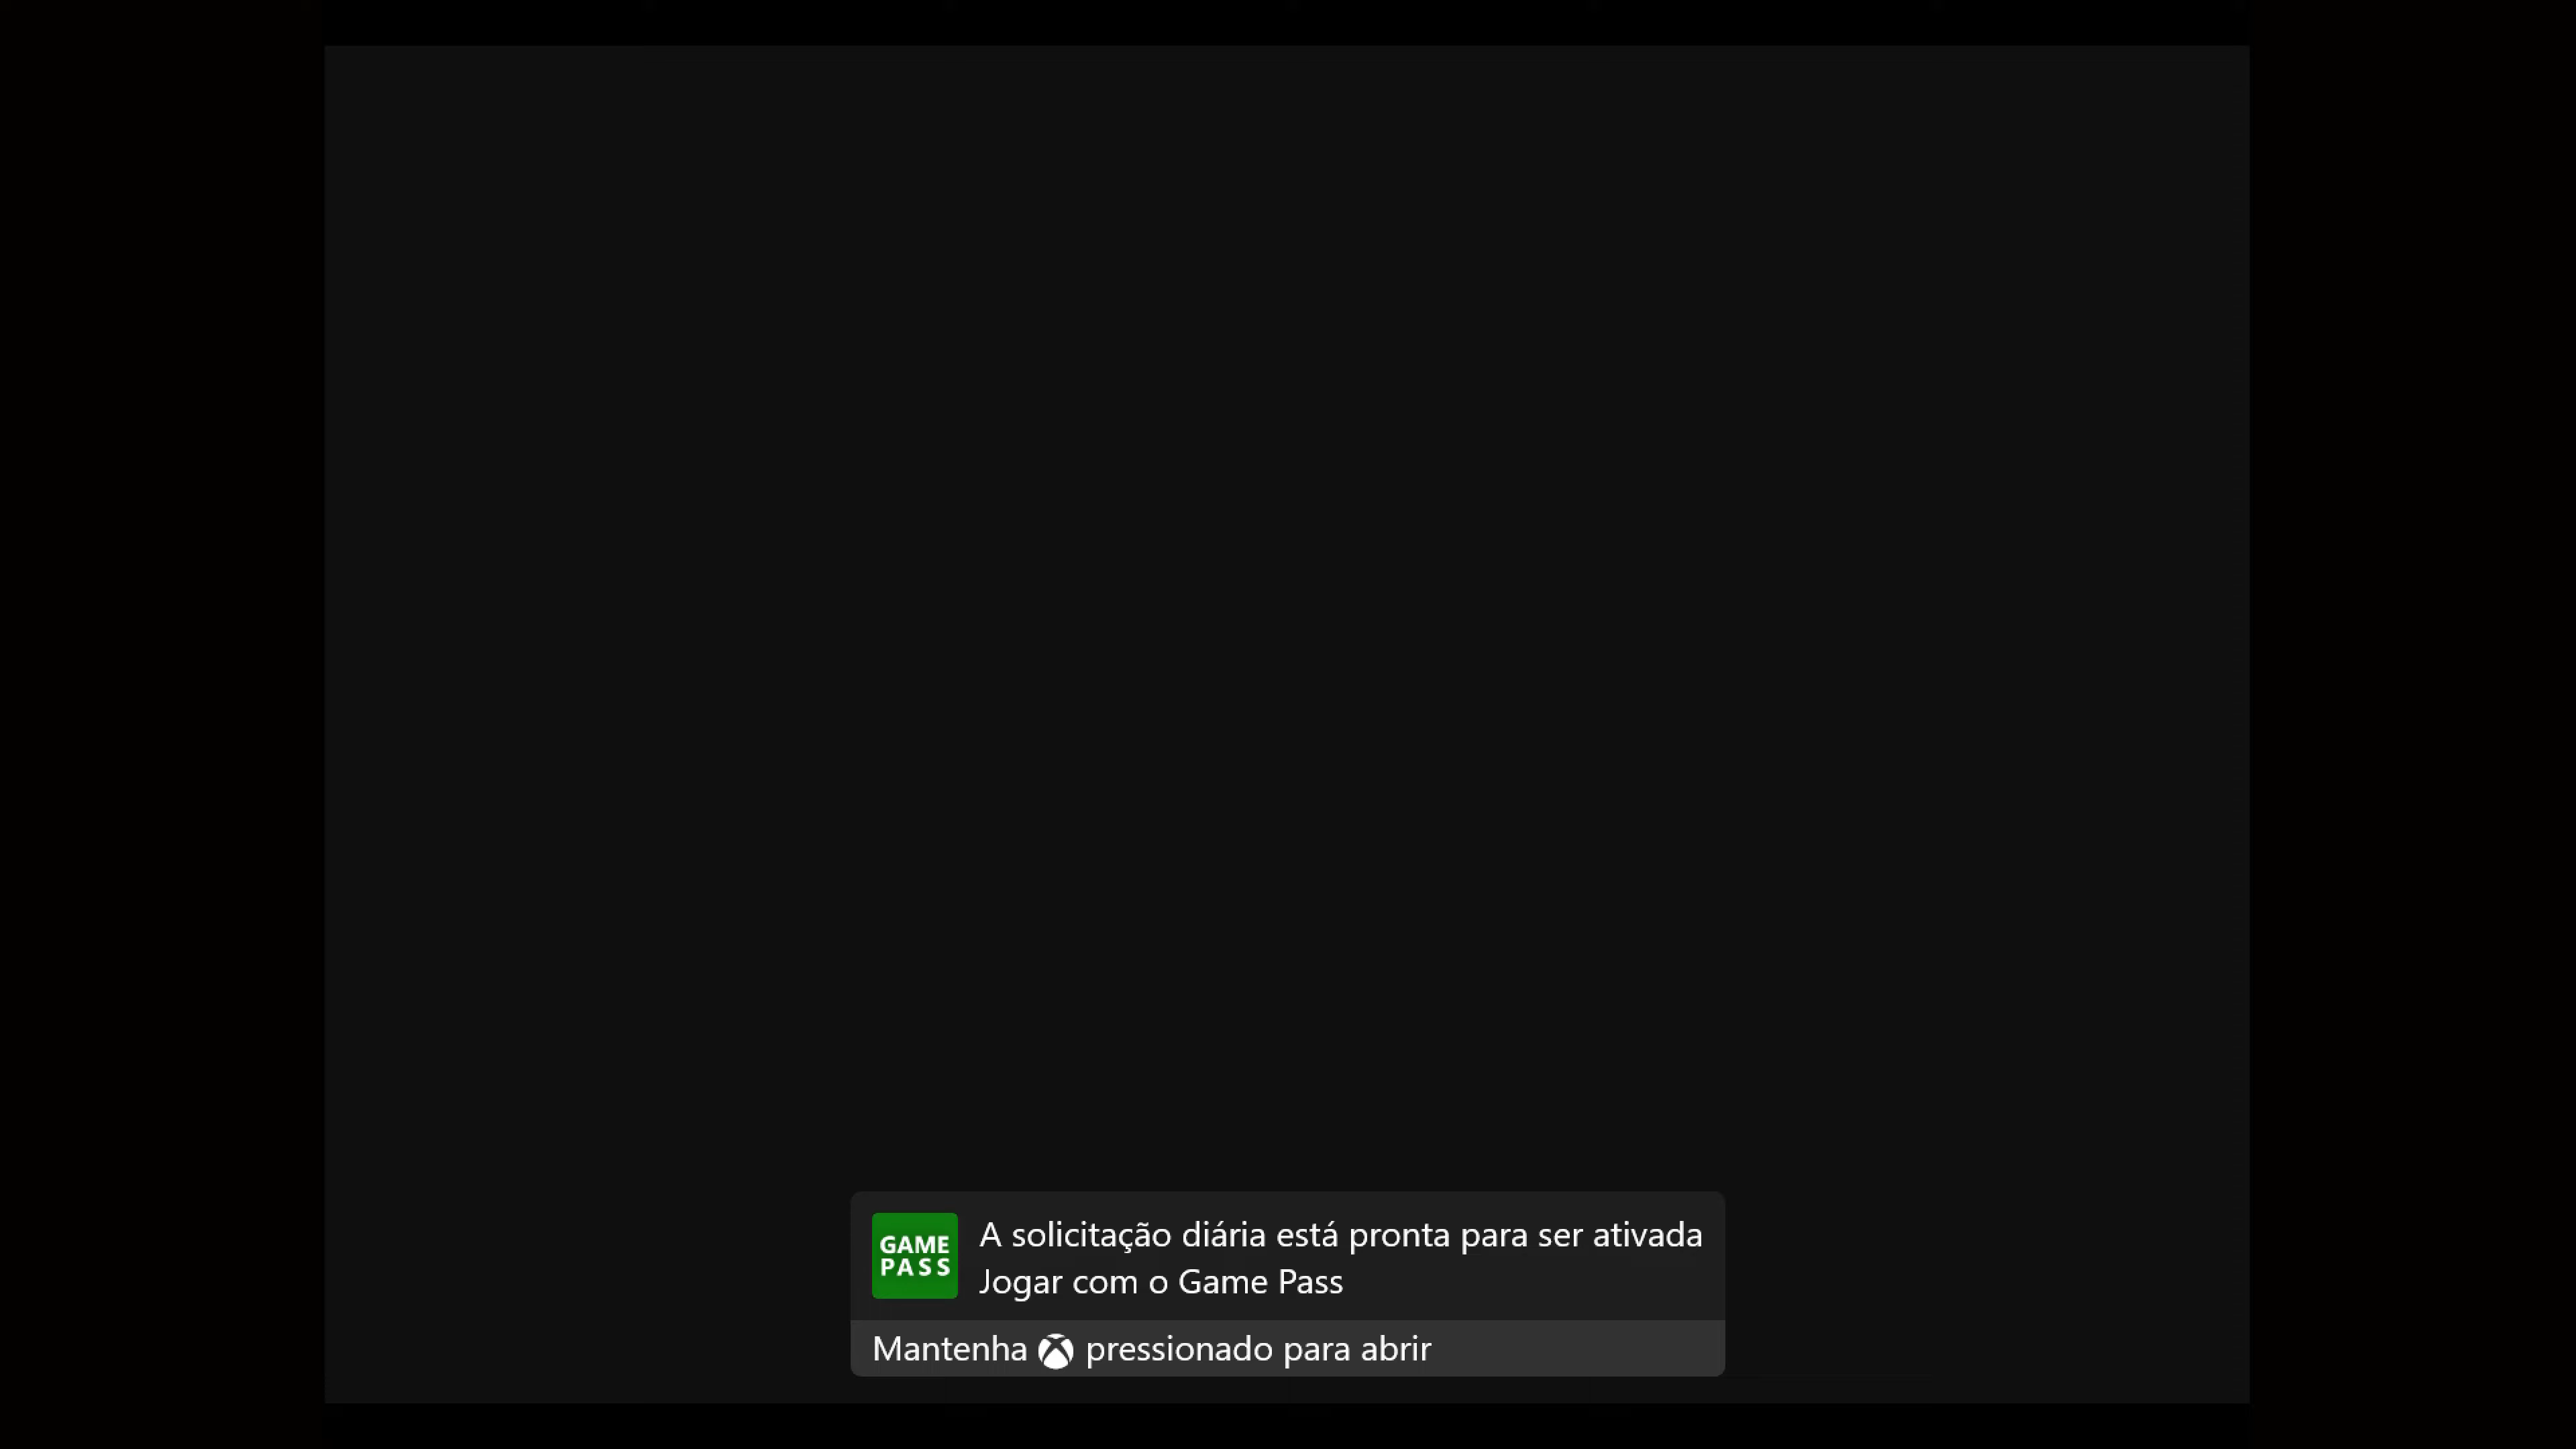 GAME
PASS
A solicitação diária está pronta para ser ativada
Jogar com o Game Pass
Mantenha pressionado para abrir